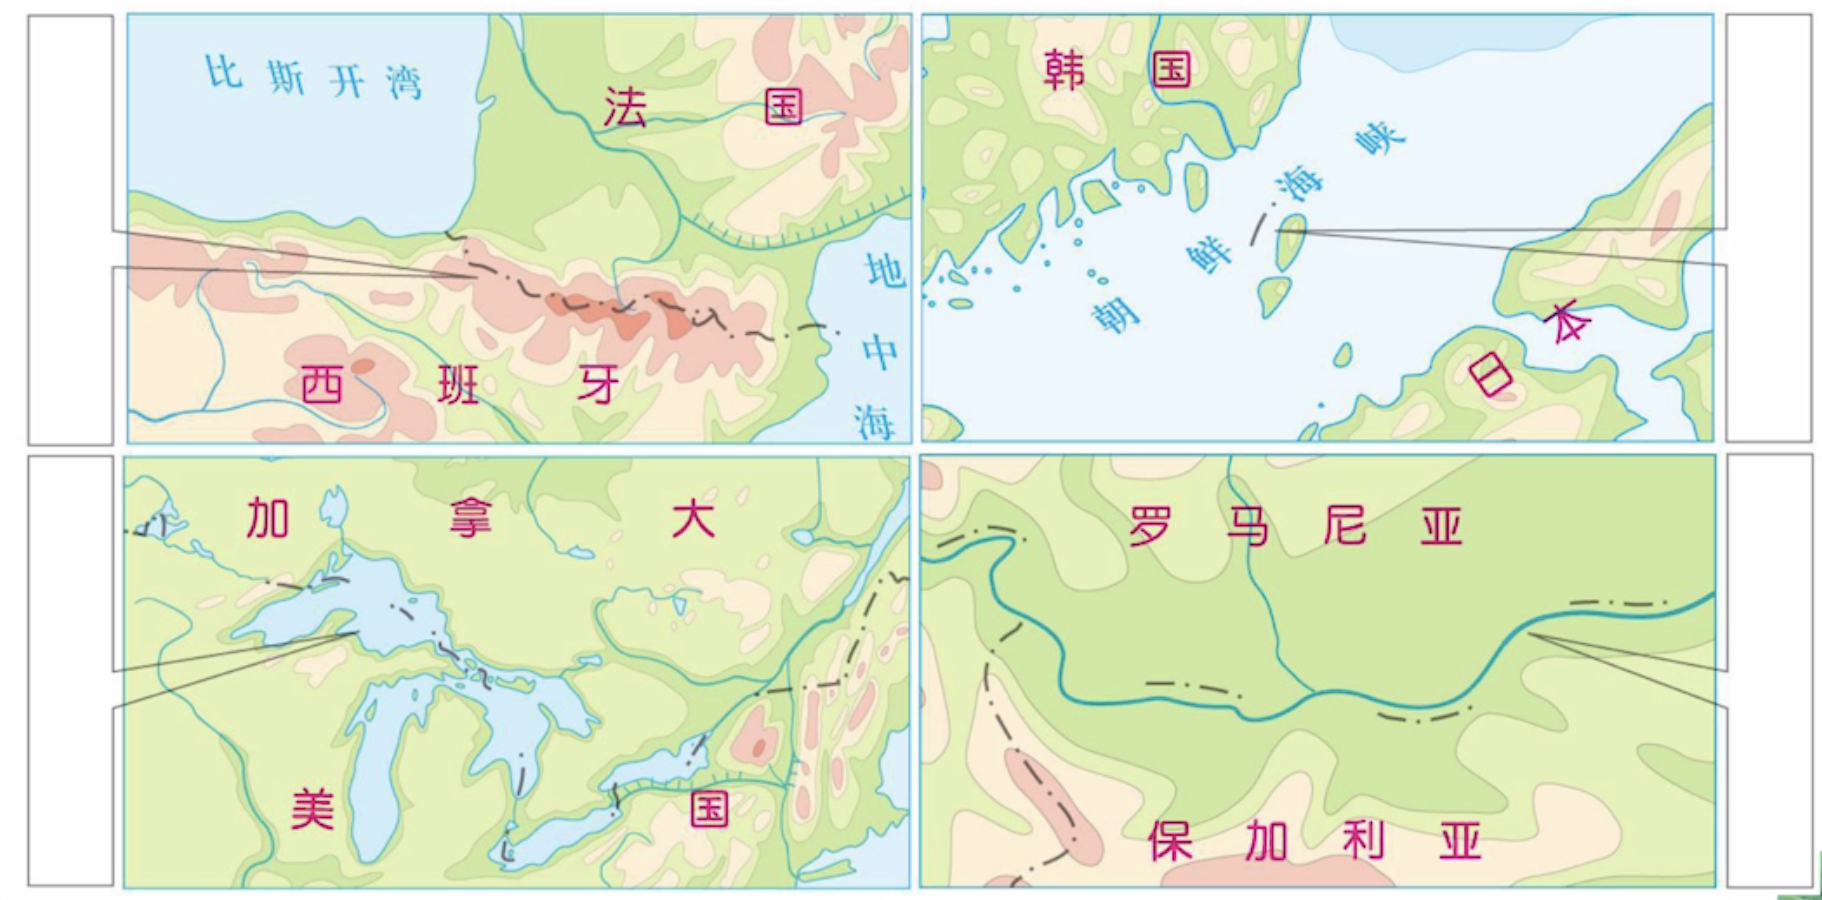 比斯开湾
法国
西班牙
地中海
韩国
朝鲜海峡
日本
加拿大
美国
罗马尼亚
保加利亚